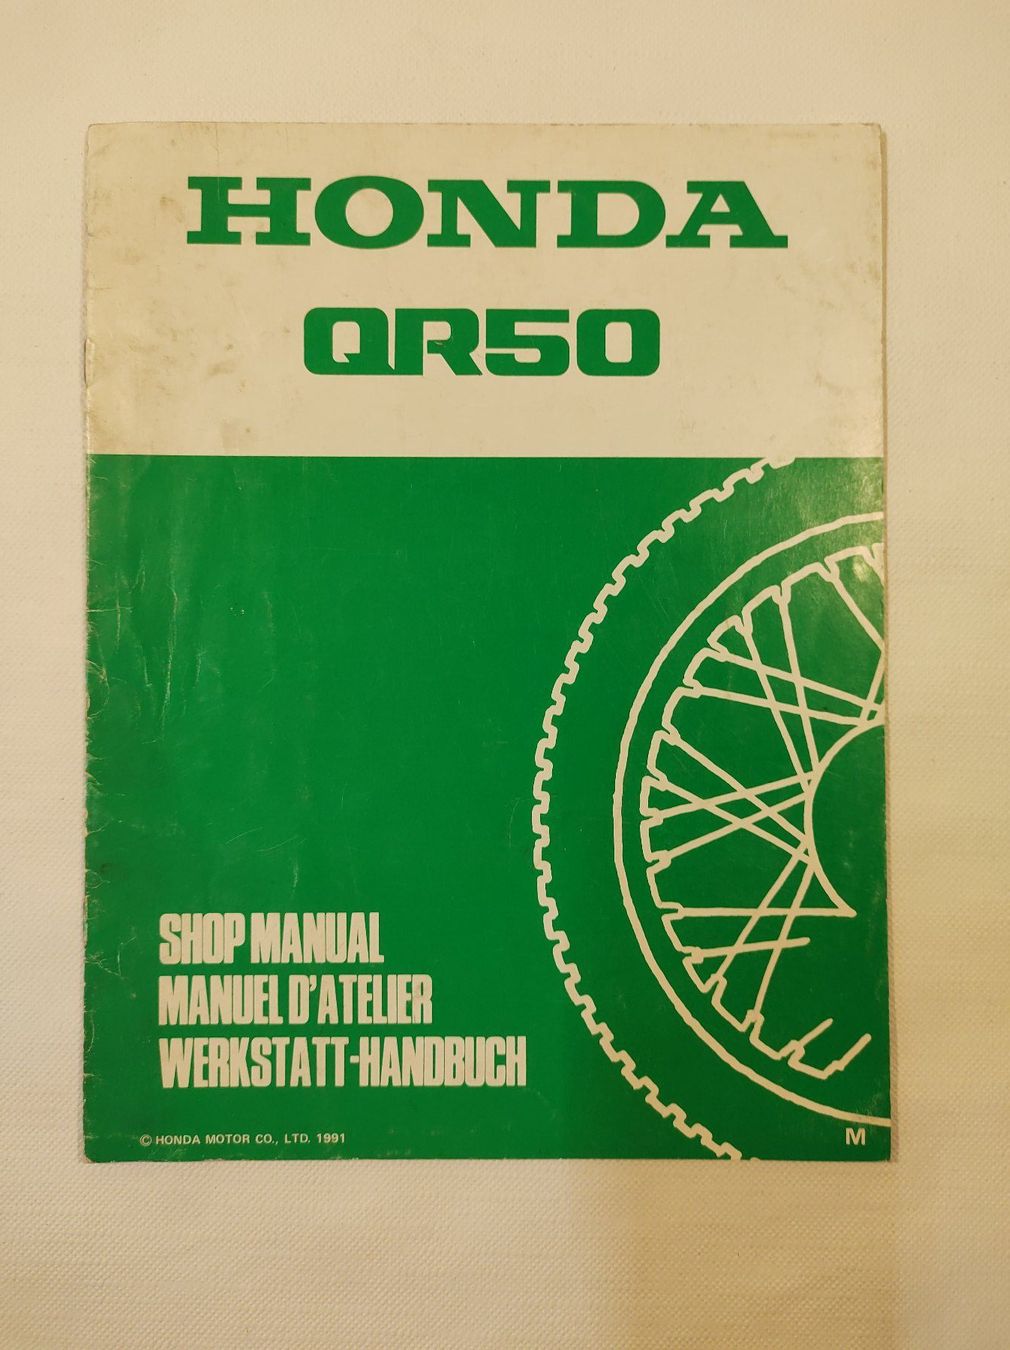 HONDA
QR50
SHOP MANUAL
MANUEL D'ATELIER
WERKSTATT-HANDBUCH
© HONDA MOTOR CO., LTD. 1991
M